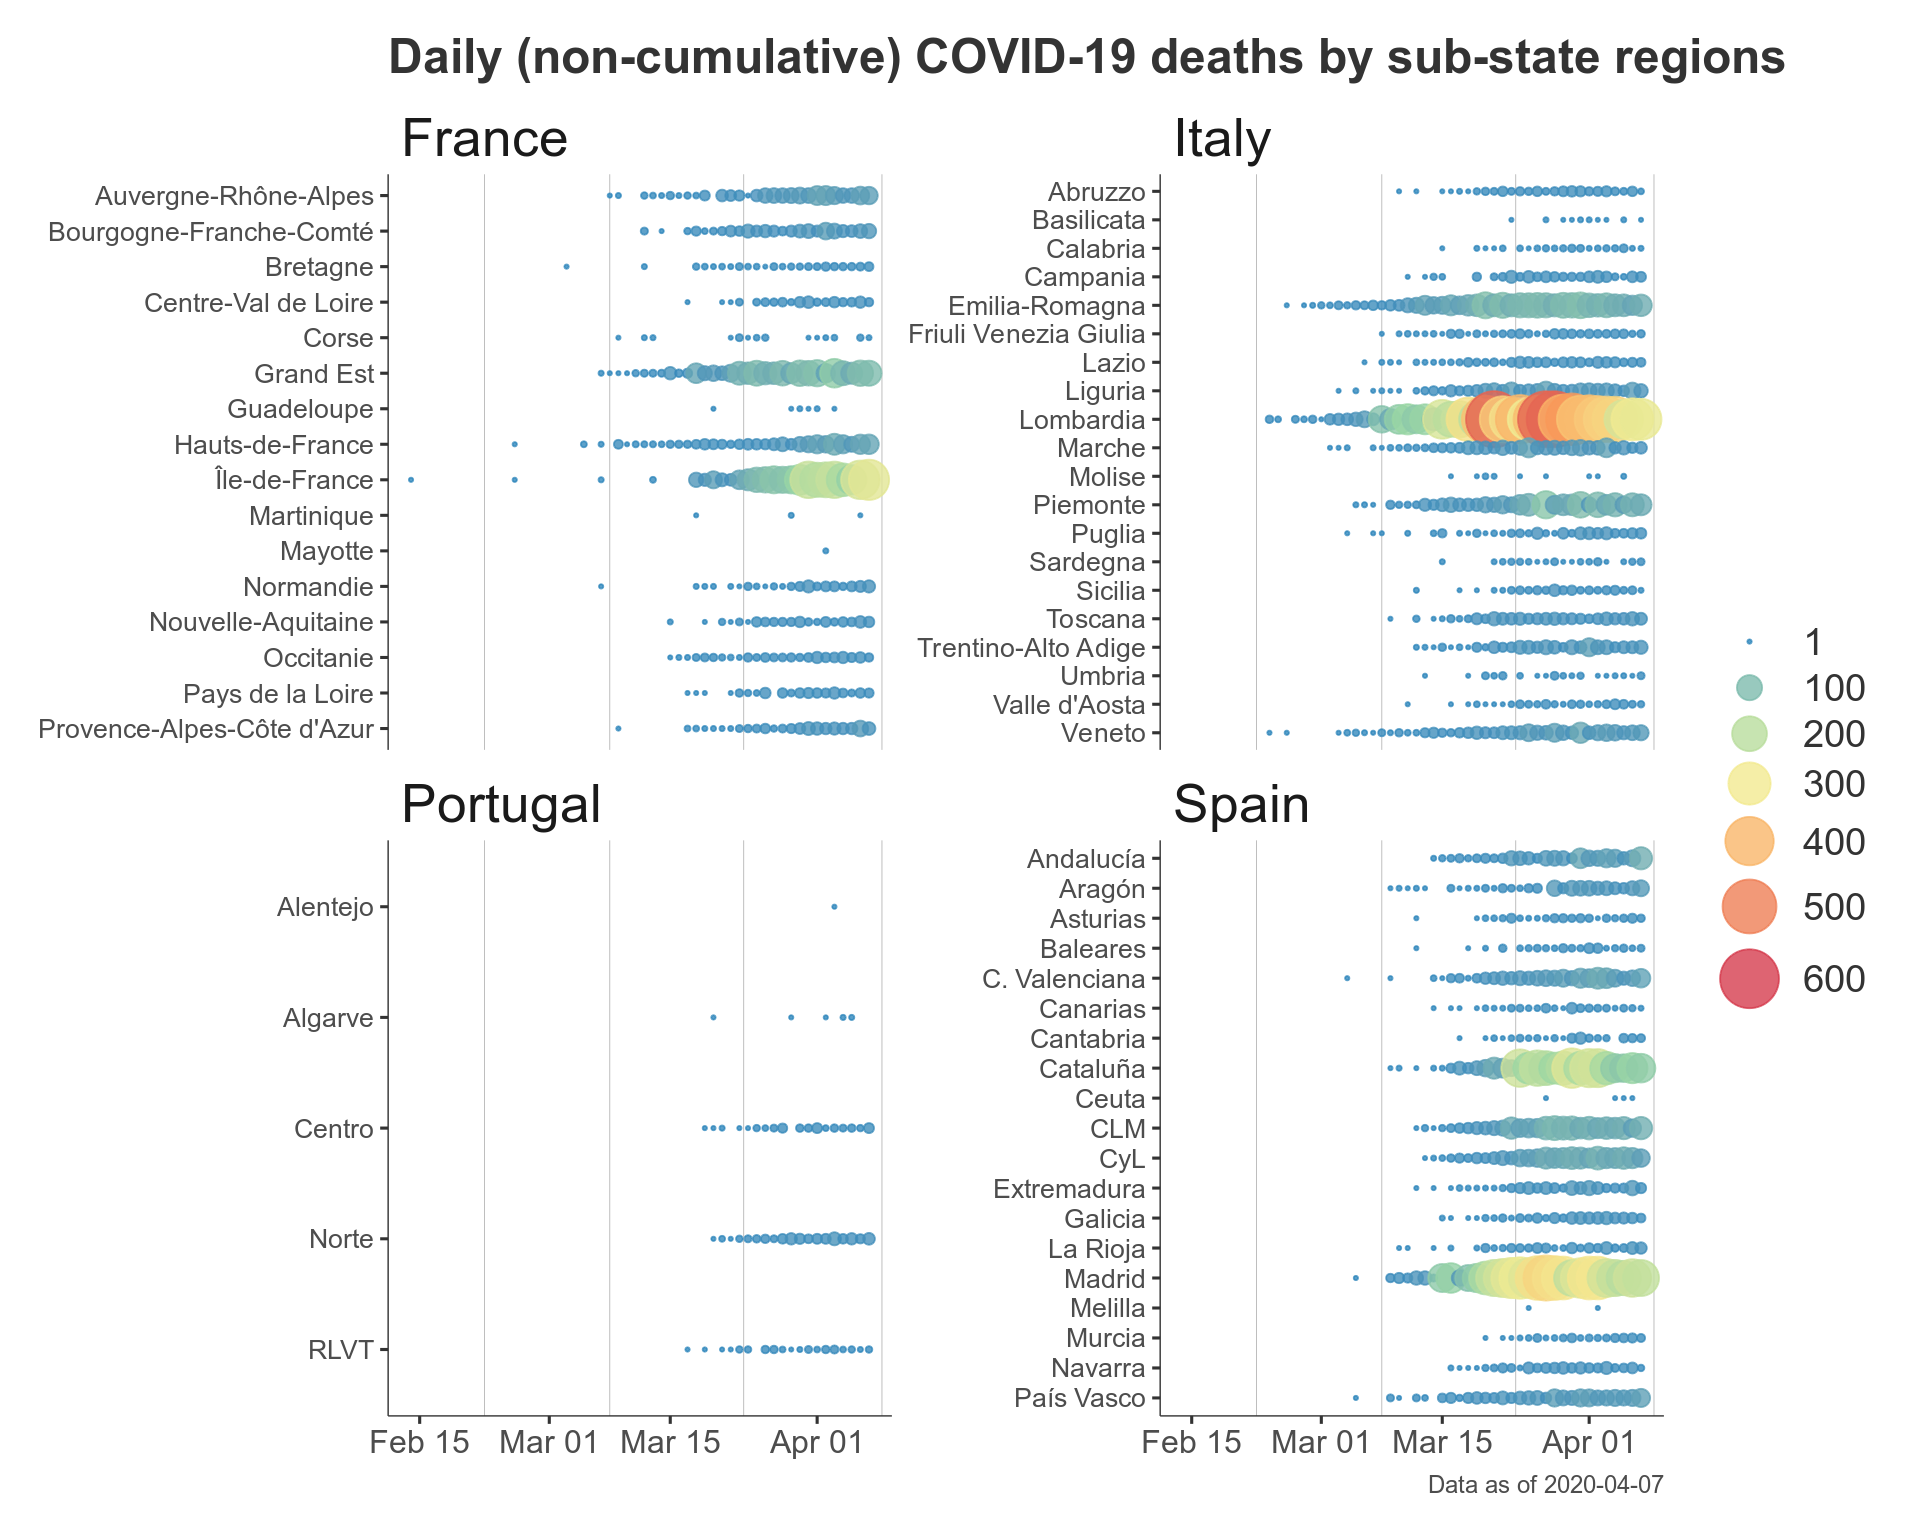 Daily (non-cumulative) COVID-19 deaths by sub-state regions
France
Auvergne-Rhône-Alpes
Bourgogne-Franche-Comté
Bretagne
Centre-Val de Loire
Corse
Grand Est
Guadeloupe
Hauts-de-France
Île-de-France
Martinique
Mayotte
Normandie
Nouvelle-Aquitaine
Occitanie
Pays de la Loire
Provence-Alpes-Côte d'Azur
Italy
Abruzzo
Basilicata
Calabria
Campania
Emilia-Romagna
Friuli Venezia Giulia
Lazio
Liguria
Lombardia
Marche
Molise
Piemonte
Puglia
Sardegna
Sicilia
Toscana
Trentino-Alto Adige
Umbria
Valle d'Aosta
Veneto
Portugal
Alentejo
Algarve
Centro
Norte
RLVT
Feb 15 Mar 01 Mar 15 Apr 01
Spain
Andalucía
Aragón
Asturias
Baleares
C. Valenciana
Canarias
Cantabria
Cataluña
Ceuta
CLM
CyL
Extremadura
Galicia
La Rioja
Madrid
Melilla
Murcia
Navarra
País Vasco
Feb 15 Mar 01 Mar 15 Apr 01
1
100
200
300
400
500
600
Data as of 2020-04-07